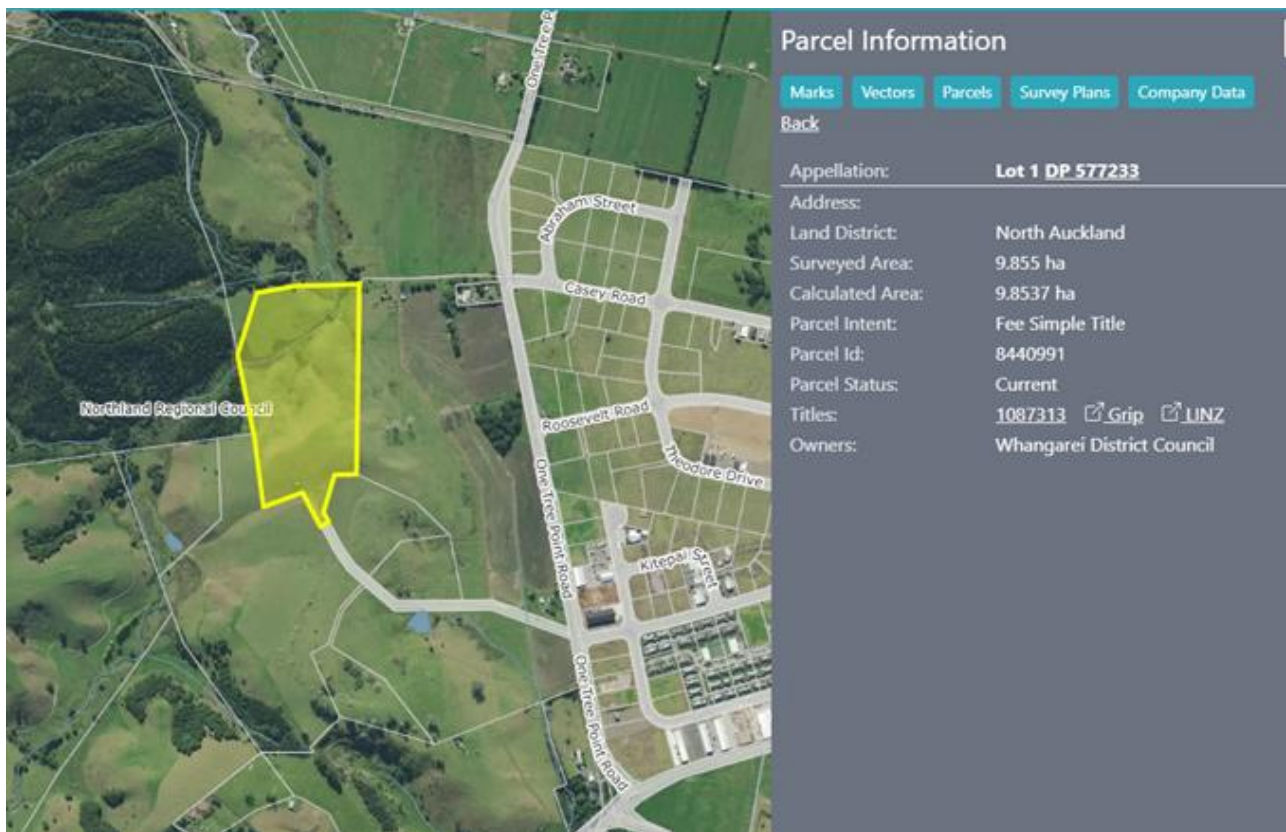 One Tree P
Abraham Street
Casey Road
Northland Regional Council
Roosevelt Road
Theodore Drive
One Tree Point Road
Kitepal Street
One Tree Point Road
Parcel Information
Marks Vectors Parcels Survey Plans Company Data
Back
Appellation: Lot 1 DP 577233
Address:
Land District: North Auckland
Surveyed Area: 9.855 ha
Calculated Area: 9.8537 ha
Parcel Intent: Fee Simple Title
Parcel Id: 8440991
Parcel Status: Current
Titles: 1087313 Grip LINZ
Owners: Whangarei District Council